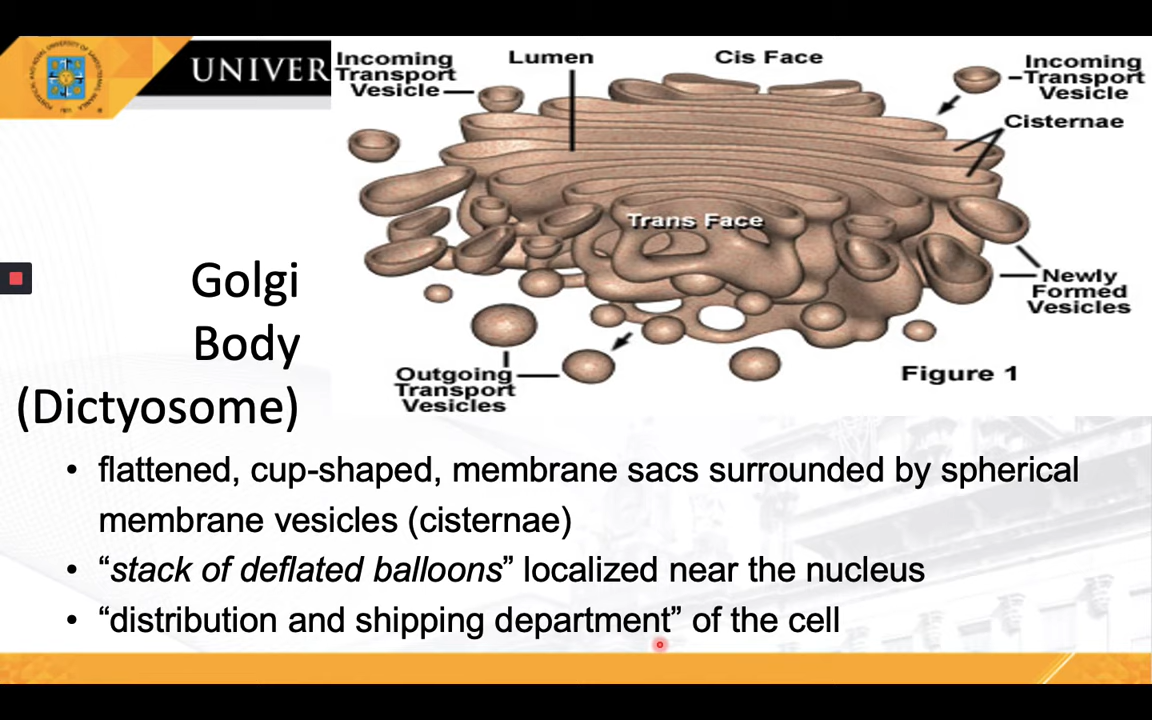 UNIVER
Incoming
Transport
Vesicle
Lumen
Cis Face
Incoming
Transport
Vesicle
Cisternae
Trans Face
Newly
Formed
Vesicles
Outgoing
Transport
Vesicles
Figure 1
Golgi
Body
(Dictyosome)
• flattened, cup-shaped, membrane sacs surrounded by spherical
membrane vesicles (cisternae)
• “stack of deflated balloons” localized near the nucleus
• “distribution and shipping department” of the cell